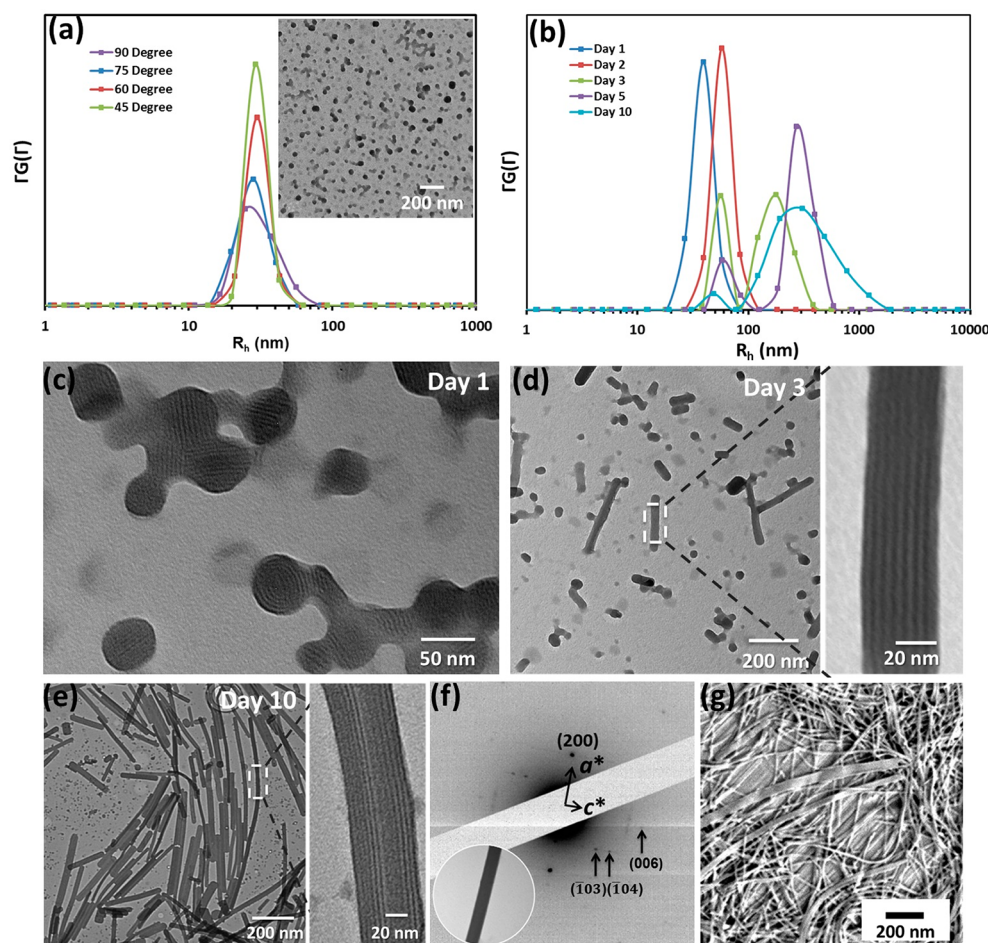 (a)
90 Degree
75 Degree
60 Degree
45 Degree
200 nm
ΓG(Γ)
1 10 100 1000
R_h (nm)
(b)
Day 1
Day 2
Day 3
Day 5
Day 10
ΓG(Γ)
1 10 100 1000 10000
R_h (nm)
(c) Day 1
50 nm
(d) Day 3
200 nm
20 nm
(e) Day 10
200 nm
20 nm
(f)
(200)
a*
c*
(006)
(1̄03)(1̄04)
(g)
200 nm